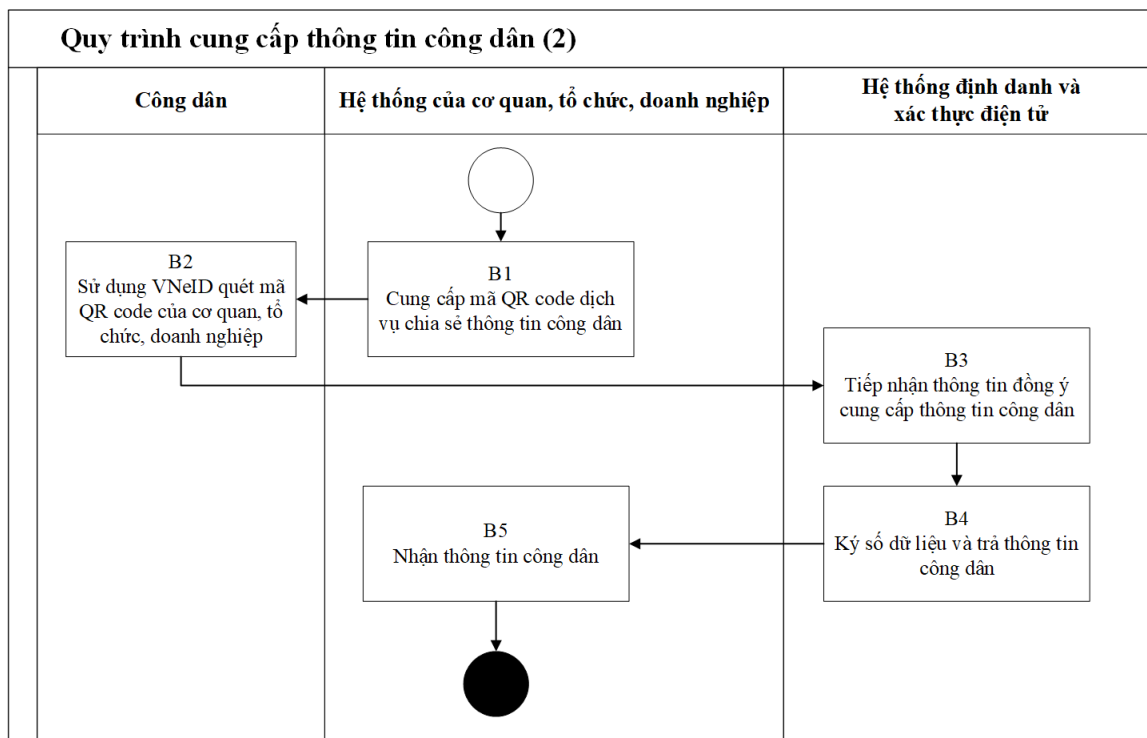 Quy trình cung cấp thông tin công dân (2)
Công dân
Hệ thống của cơ quan, tổ chức, doanh nghiệp
Hệ thống định danh và
xác thực điện tử
B1
Cung cấp mã QR code dịch
vụ chia sẻ thông tin công dân
B2
Sử dụng VNeID quét mã
QR code của cơ quan, tổ
chức, doanh nghiệp
B3
Tiếp nhận thông tin đồng ý
cung cấp thông tin công dân
B4
Ký số dữ liệu và trả thông tin
công dân
B5
Nhận thông tin công dân